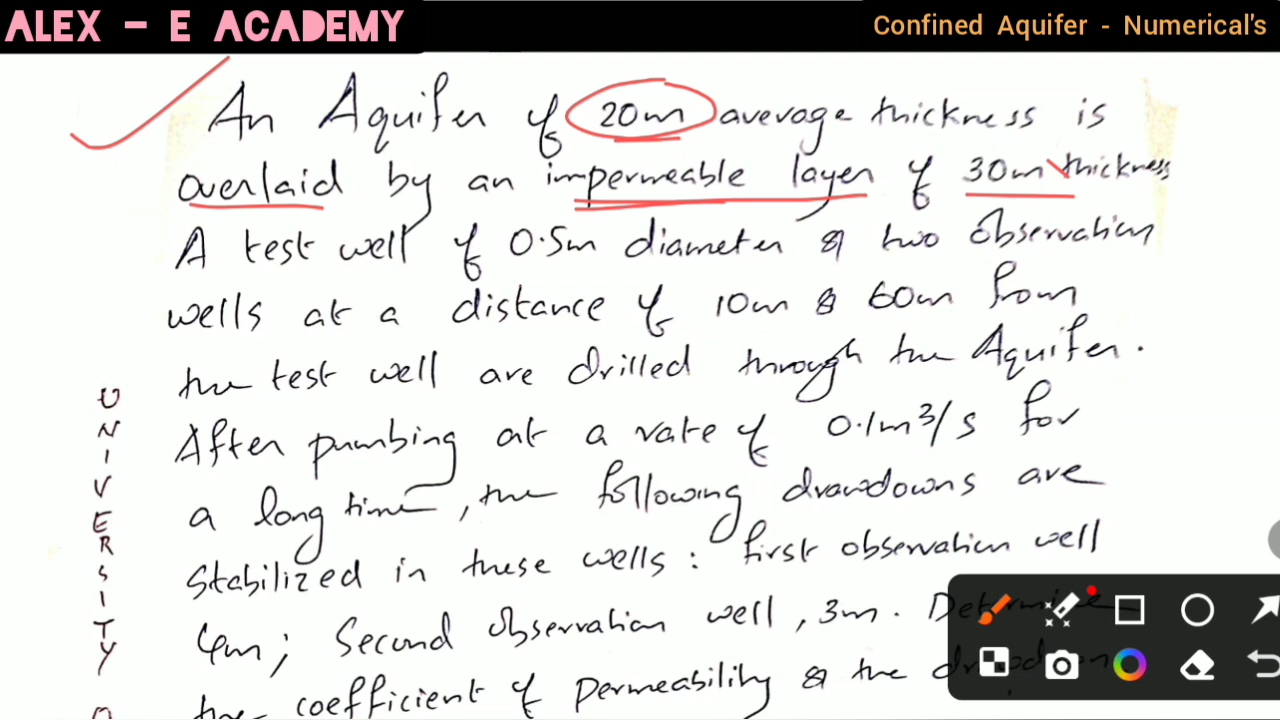 ALEX - E ACADEMY
Confined Aquifer - Numerical's
An Aquifer of 20m average thickness is
overlaid by an impermeable layer of 30m thickness
A test well of 0.5m diameter & two observation
wells at a distance of 10m & 60m from
the test well are drilled through the Aquifer.
After pumbing at a rate of 0.1m³/s for
a long time, the following drawdowns are
Stabilized in these wells: first observation well
4m; Second observation well, 3m. Determine
the coefficient of permeability & the drawdown
UNIVERSITY